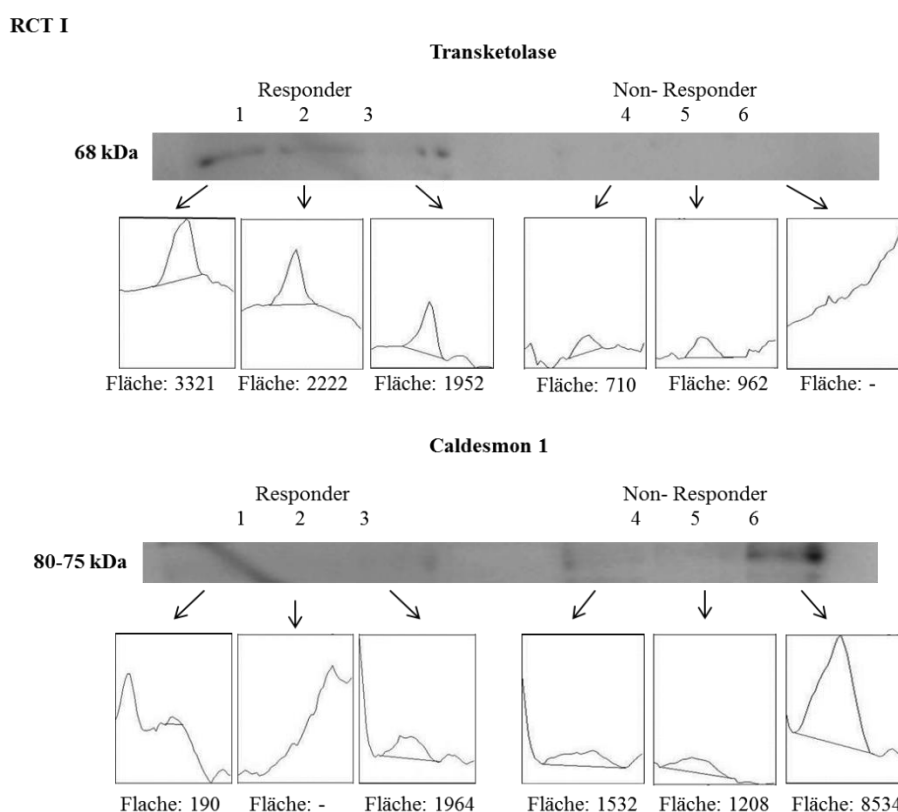 RCT I
Transketolase
Responder Non- Responder
1 2 3 4 5 6
68 kDa
Fläche: 3321 Fläche: 2222 Fläche: 1952 Fläche: 710 Fläche: 962 Fläche: -
Caldesmon 1
Responder Non- Responder
1 2 3 4 5 6
80-75 kDa
Flache: 190 Fläche: - Fläche: 1964 Fläche: 1532 Fläche: 1208 Fläche: 8534